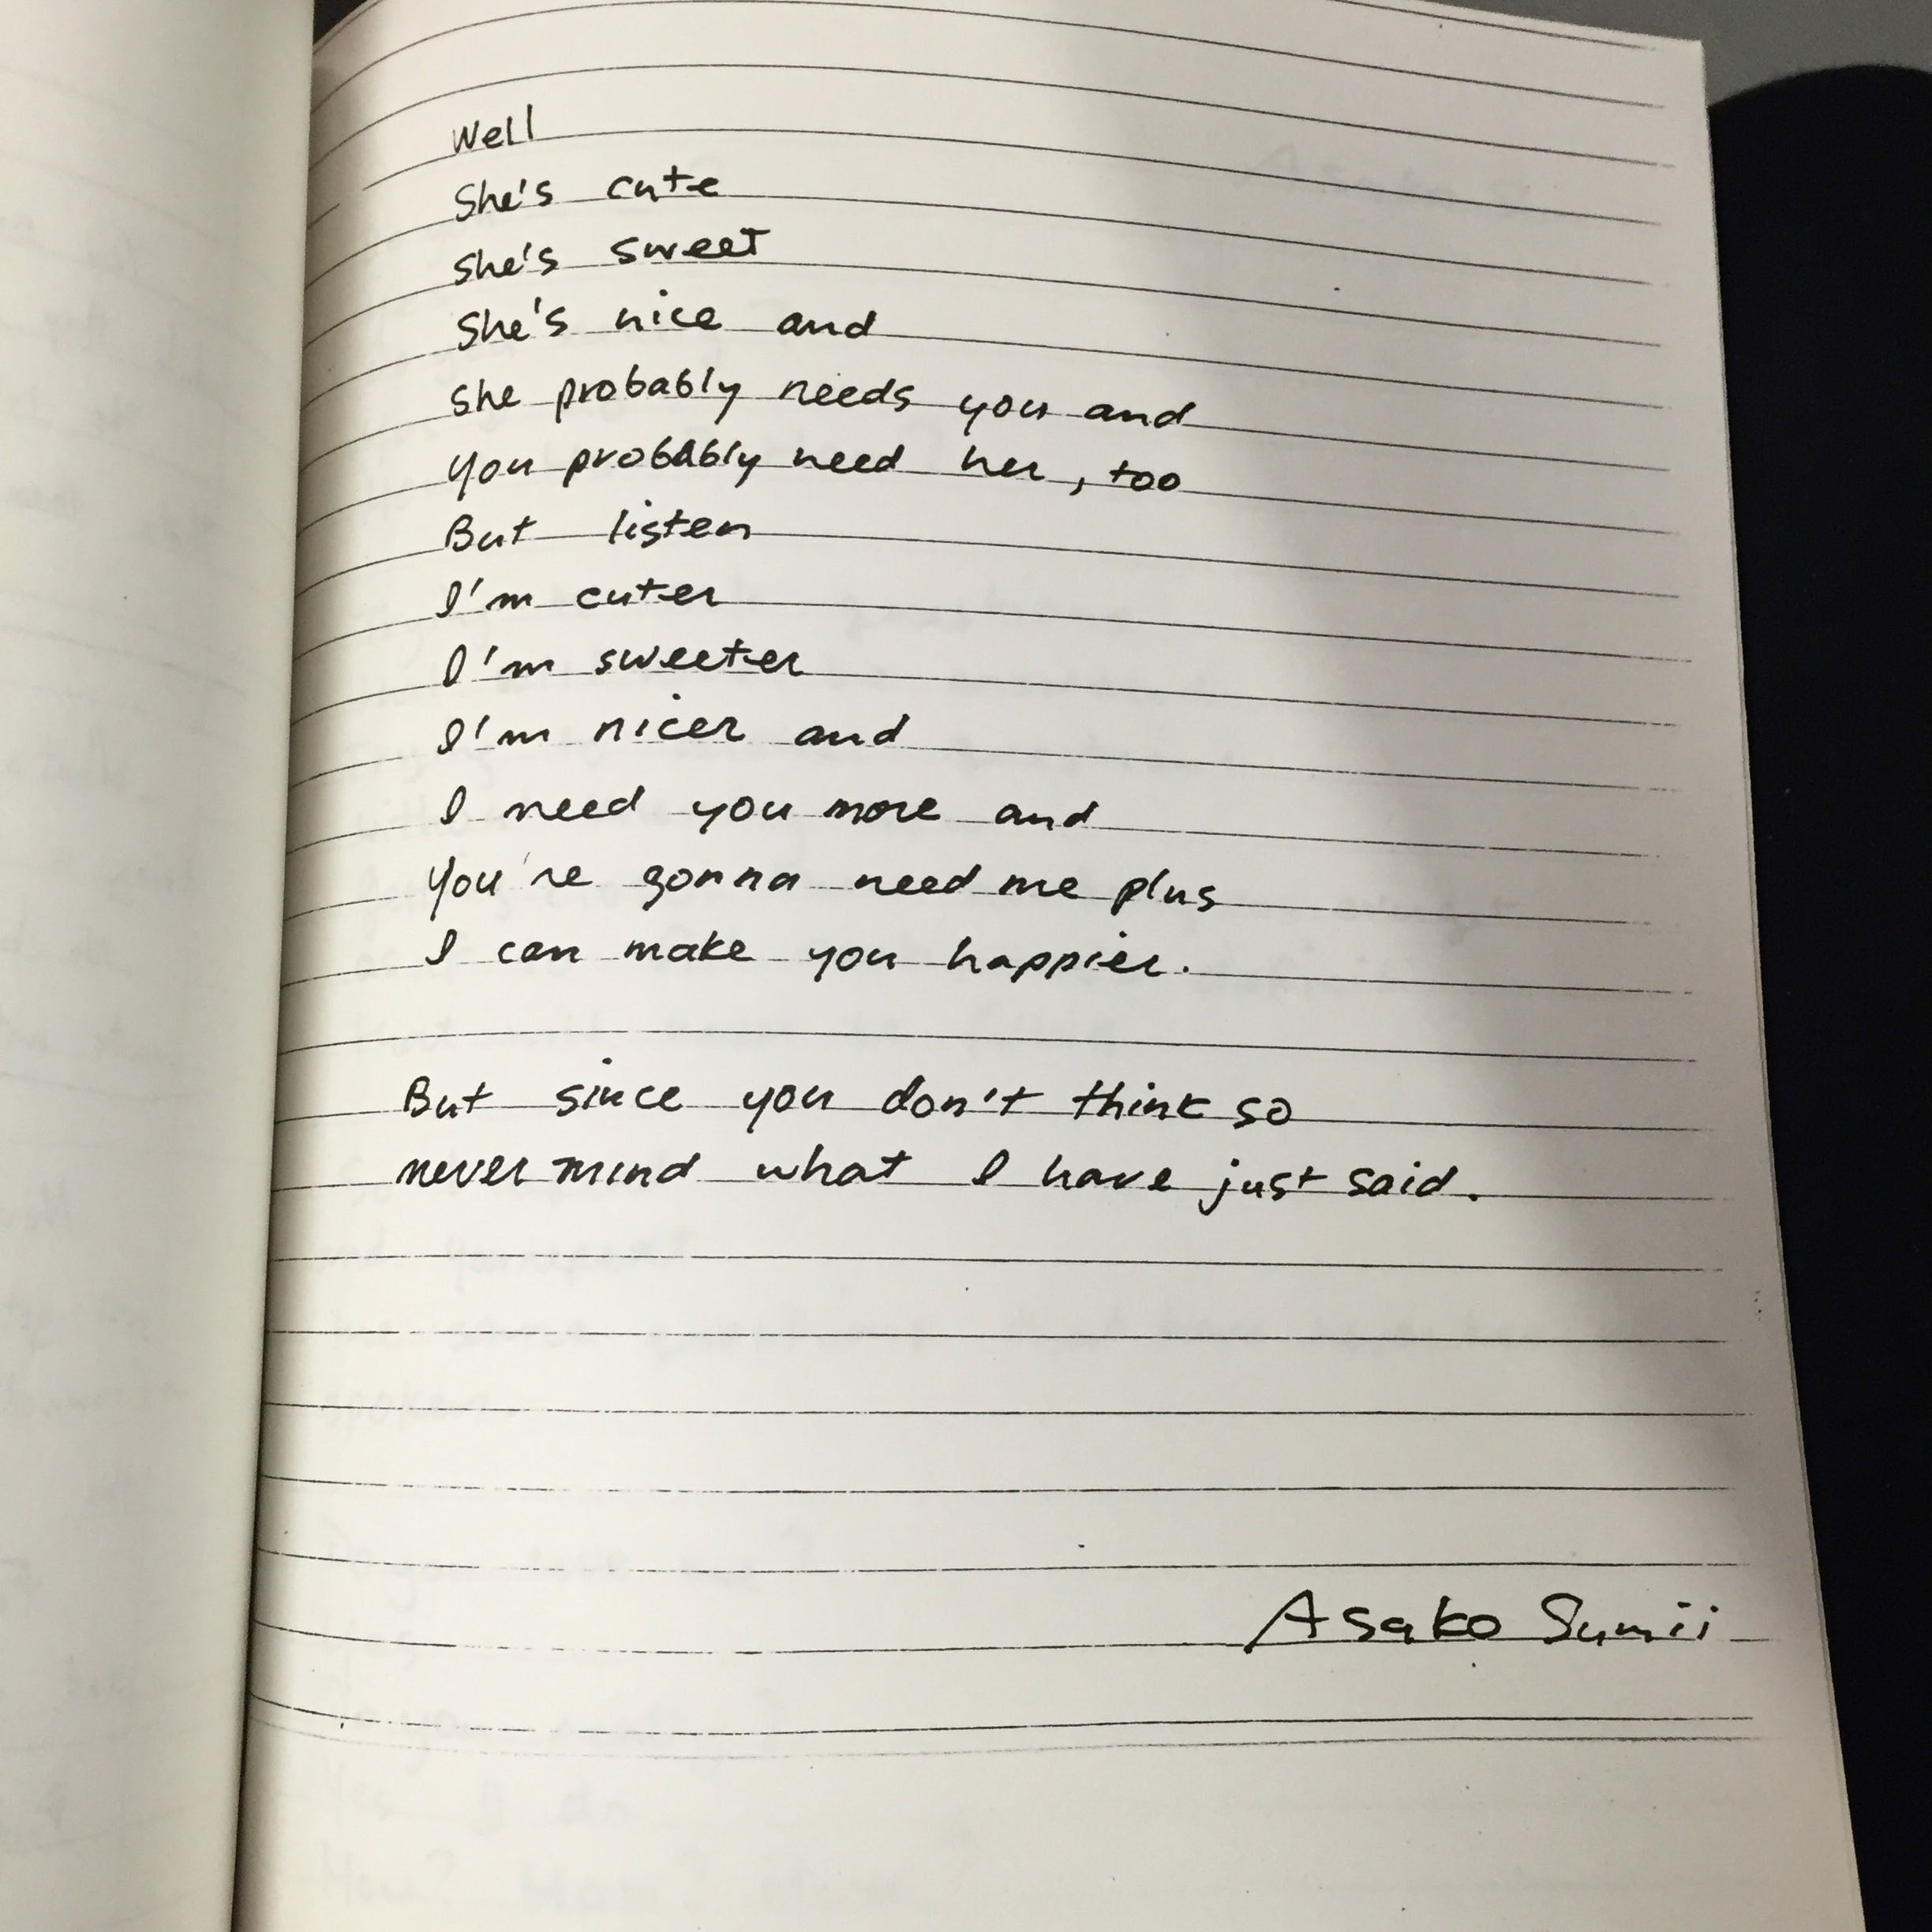 Well
She's cute
she's sweet
She's nice and
she probably needs you and
you probably need her, too
But listen
I'm cuter
I'm sweeter
I'm nicer and
I need you more and
you're gonna need me plus
I can make you happier.
But since you don't think so
never mind what I have just said.
Asako Sumii